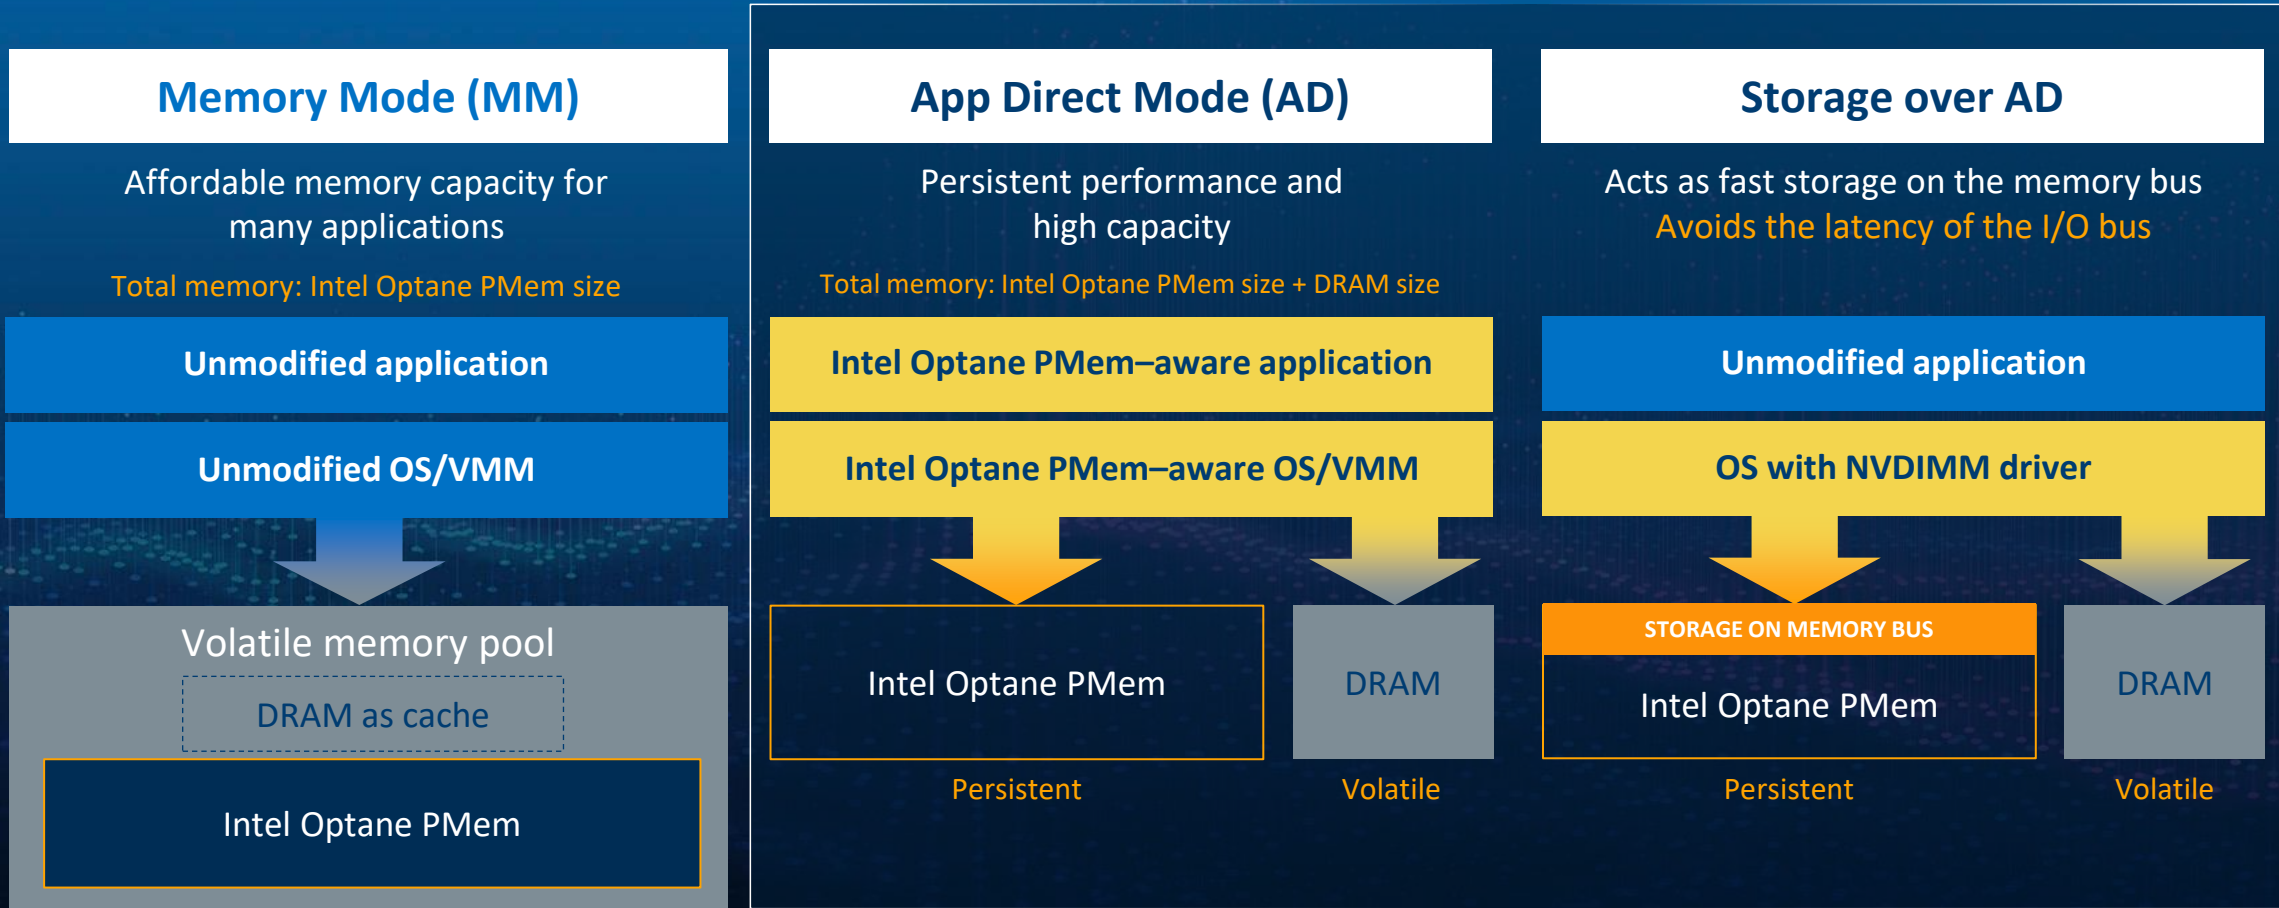 Memory Mode (MM)
Affordable memory capacity for
many applications
Total memory: Intel Optane PMem size
Unmodified application
Unmodified OS/VMM
Volatile memory pool
DRAM as cache
Intel Optane PMem
App Direct Mode (AD)
Persistent performance and
high capacity
Total memory: Intel Optane PMem size + DRAM size
Intel Optane PMem–aware application
Intel Optane PMem–aware OS/VMM
Intel Optane PMem
DRAM
Persistent
Volatile
Storage over AD
Acts as fast storage on the memory bus
Avoids the latency of the I/O bus
Unmodified application
OS with NVDIMM driver
STORAGE ON MEMORY BUS
Intel Optane PMem
DRAM
Persistent
Volatile